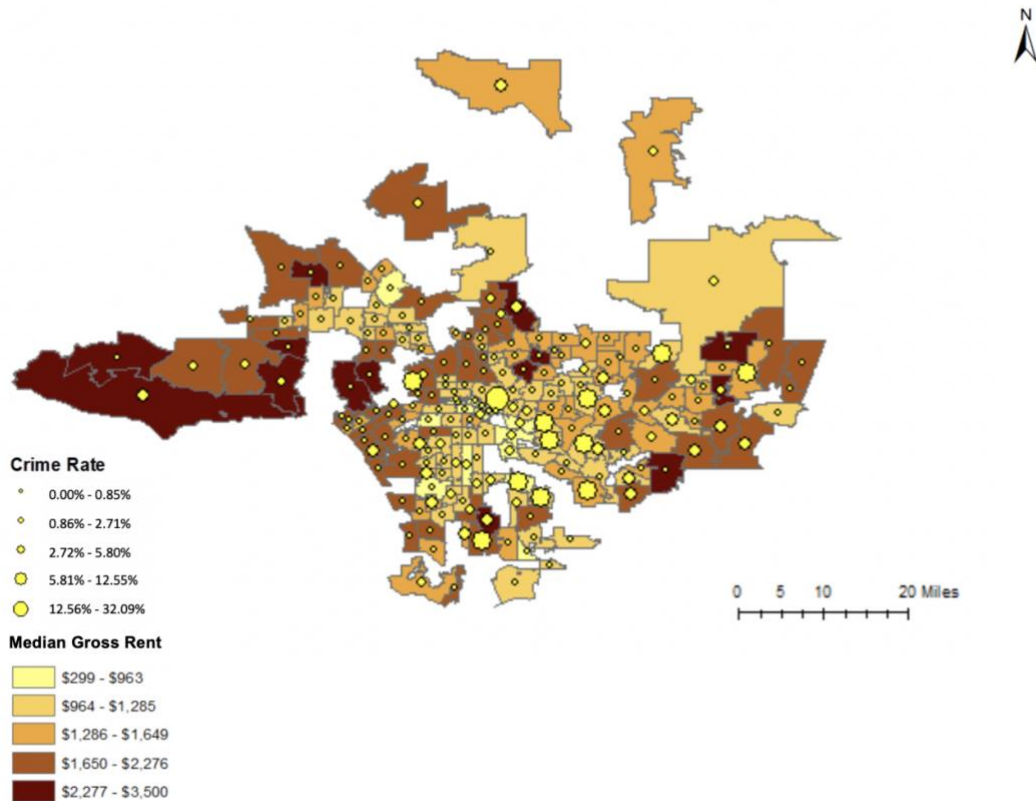 N
Crime Rate
0.00% - 0.85%
0.86% - 2.71%
2.72% - 5.80%
5.81% - 12.55%
12.56% - 32.09%
0 5 10 20 Miles
Median Gross Rent
$299 - $963
$964 - $1,285
$1,286 - $1,649
$1,650 - $2,276
$2,277 - $3,500